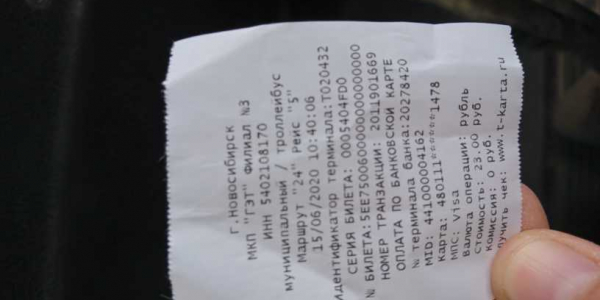 г.Новосибирск
МКП "ГЭТ" Филиал №3
ИНН 5402108170
муниципальный / троллейбус
Маршрут "24" Рейс "5"
15/06/2020 10:40:06
идентификатор терминала:Т020432
СЕРИЯ БИЛЕТА: 0005404FD0
№ БИЛЕТА:5EE7500600000000000000000
НОМЕР ТРАНЗАКЦИИ: 2011901669
ОПЛАТА ПО БАНКОВСКОЙ КАРТЕ
№ терминала банка:20278420
MID: 441000004162
Карта: 480111******1478
МПС: Visa
Валюта операции: Рубль
Стоимость: 23.00 руб.
Комиссия: 0 руб.
лучить чек: www.t-karta.ru